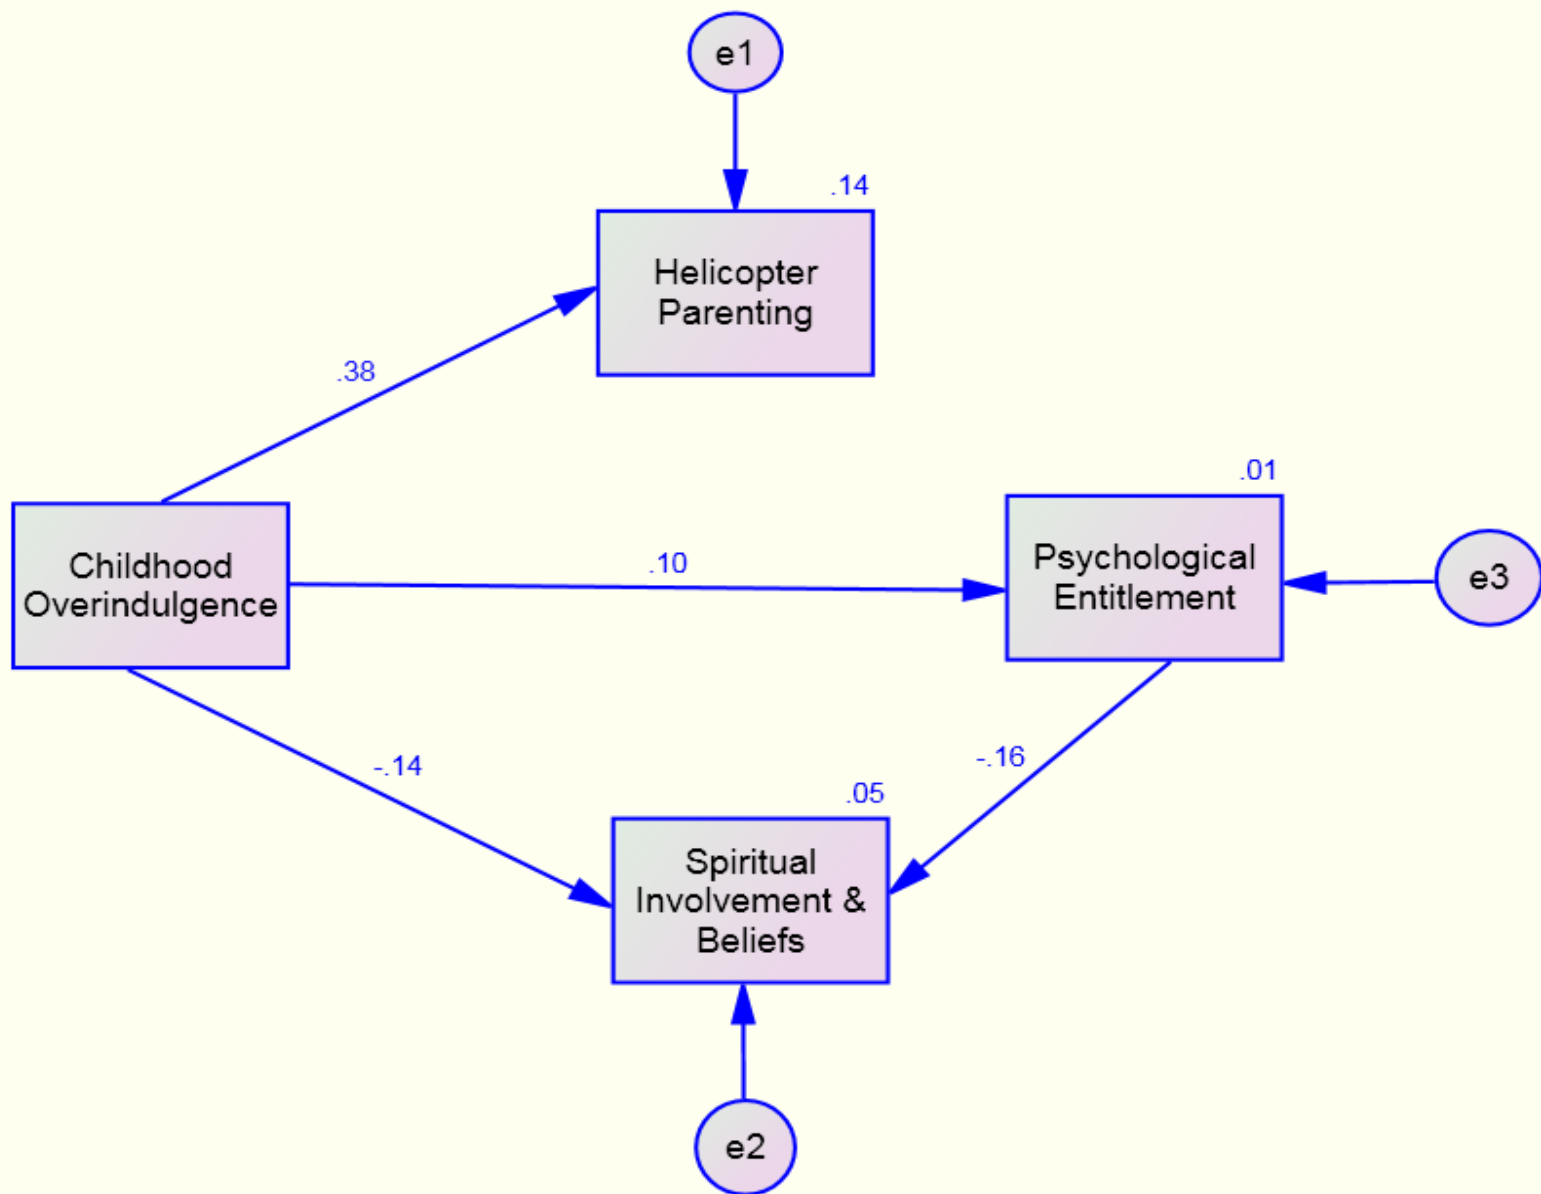 e1
.14
Helicopter
Parenting
.38
.01
Childhood
Overindulgence
.10
Psychological
Entitlement
e3
-.14
-.16
.05
Spiritual
Involvement &
Beliefs
e2